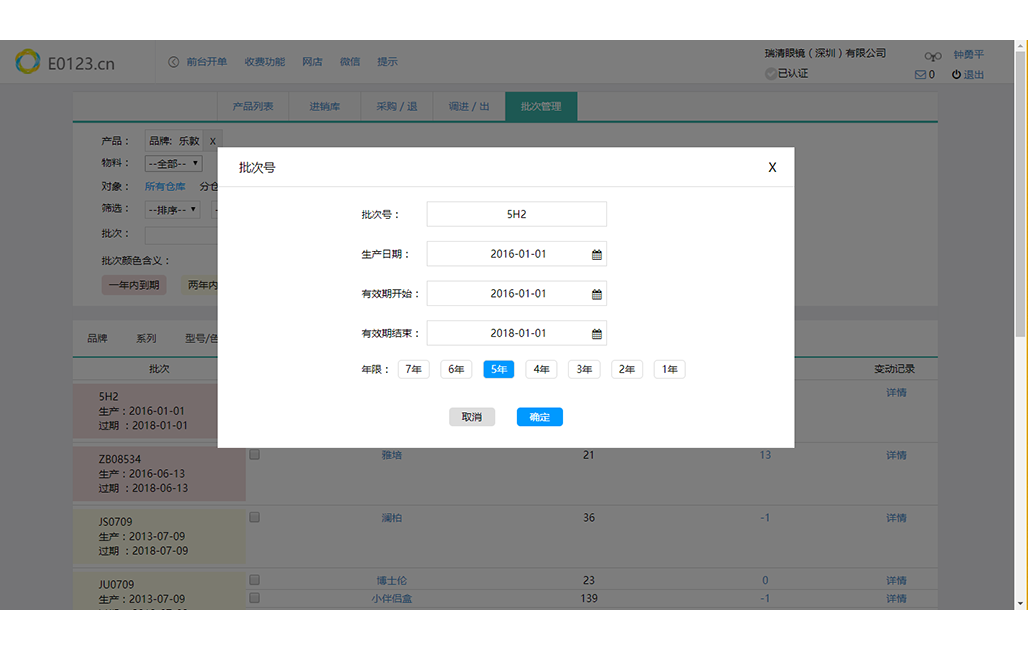 E0123.cn
前台开单 收费功能 网店 微信 提示
瑞清眼镜（深圳）有限公司
已认证
钟勇平
0 退出
产品列表 进销库 采购 / 退 调进 / 出 批次管理
产品： 品牌: 乐敦 X
物料： --全部--
对象： 所有仓库 分仓
筛选： --排序--
批次：
批次颜色含义：
一年内到期 两年内
批次号 X
批次号： 5H2
生产日期： 2016-01-01
有效期开始： 2016-01-01
有效期结束： 2018-01-01
年限： 7年 6年 5年 4年 3年 2年 1年
取消 确定
品牌 系列 型号/色
批次 变动记录
5H2
生产：2016-01-01
过期 ：2018-01-01
详情
ZB08534
生产：2016-06-13
过期 ：2018-06-13
雅培 21 13 详情
JS0709
生产：2013-07-09
过期 ：2018-07-09
澜柏 36 -1 详情
JU0709
生产：2013-07-09
博士伦 23 0 详情
小伴侣盒 139 -1 详情